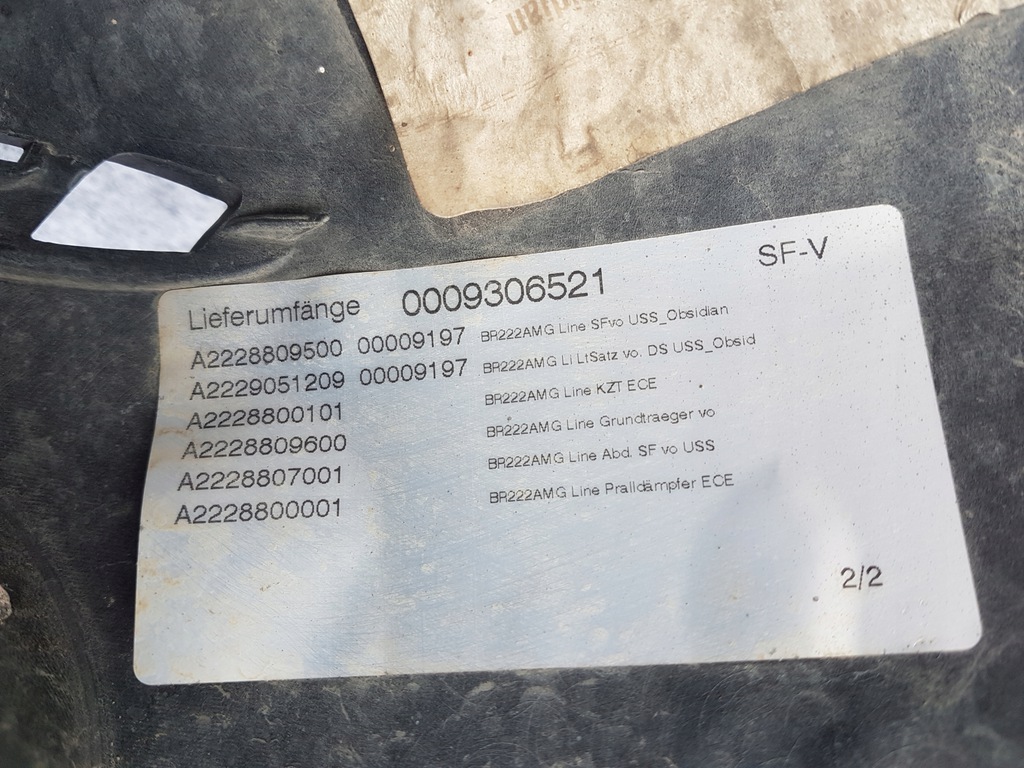 SF-V
Lieferumfänge 0009306521
A2228809500 00009197 BR222AMG Line SFvo USS_Obsidian
A2229051209 00009197 BR222AMG Li LtSatz vo. DS USS_Obsid
A2228800101 BR222AMG Line KZT ECE
A2228809600 BR222AMG Line Grundtraeger vo
A2228807001 BR222AMG Line Abd. SF vo USS
A2228800001 BR222AMG Line Pralldämpfer ECE
2/2